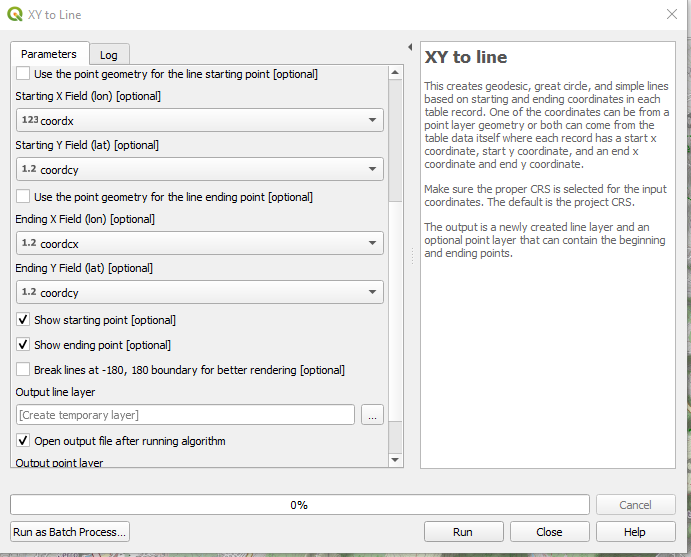 XY to Line
Parameters
Log
Use the point geometry for the line starting point [optional]
Starting X Field (lon) [optional]
123 coordx
Starting Y Field (lat) [optional]
1.2 coordcy
Use the point geometry for the line ending point [optional]
Ending X Field (lon) [optional]
1.2 coordcx
Ending Y Field (lat) [optional]
1.2 coordcy
Show starting point [optional]
Show ending point [optional]
Break lines at -180, 180 boundary for better rendering [optional]
Output line layer
[Create temporary layer]
...
Open output file after running algorithm
Output point layer
XY to line
This creates geodesic, great circle, and simple lines
based on starting and ending coordinates in each
table record. One of the coordinates can be from a
point layer geometry or both can come from the
table data itself where each record has a start x
coordinate, start y coordinate, and an end x
coordinate and end y coordinate.
Make sure the proper CRS is selected for the input
coordinates. The default is the project CRS.
The output is a newly created line layer and an
optional point layer that can contain the beginning
and ending points.
0%
Cancel
Run as Batch Process...
Run
Close
Help